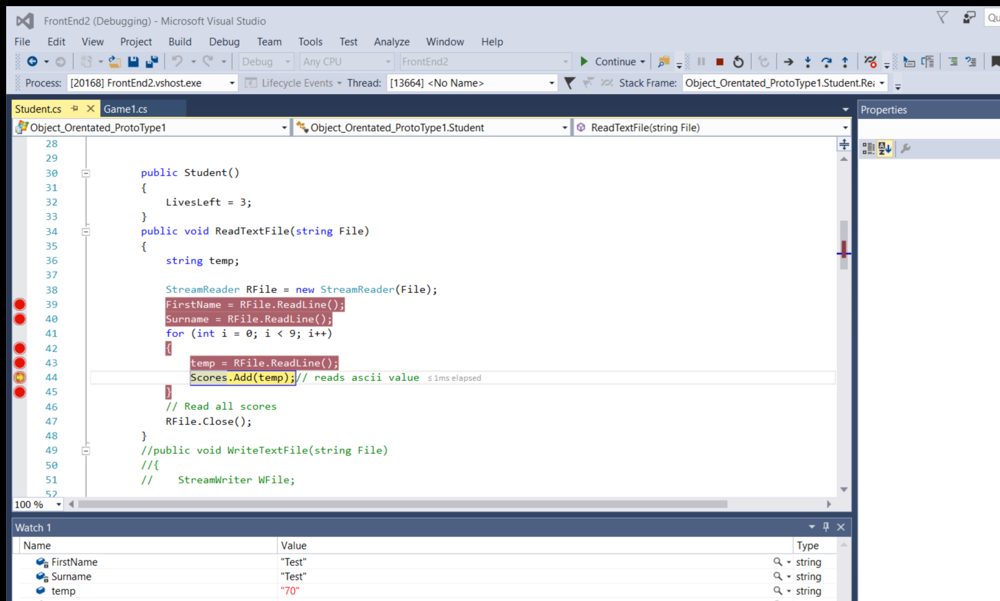 FrontEnd2 (Debugging) - Microsoft Visual Studio
Qu
File Edit View Project Build Debug Team Tools Test Analyze Window Help
Debug Any CPU FrontEnd2 Continue
Process: [20168] FrontEnd2.vshost.exe Lifecycle Events Thread: [13664] <No Name> Stack Frame: Object_Orentated_ProtoType1.Student.Rea
Student.cs Game1.cs
Properties
Object_Orentated_ProtoType1 Object_Orentated_ProtoType1.Student ReadTextFile(string File)
28
29
30 public Student()
31 {
32 LivesLeft = 3;
33 }
34 public void ReadTextFile(string File)
35 {
36 string temp;
37
38 StreamReader RFile = new StreamReader(File);
39 FirstName = RFile.ReadLine();
40 Surname = RFile.ReadLine();
41 for (int i = 0; i < 9; i++)
42 {
43 temp = RFile.ReadLine();
44 Scores.Add(temp);// reads ascii value ≤1ms elapsed
45 }
46 // Read all scores
47 RFile.Close();
48 }
49 //public void WriteTextFile(string File)
50 //{
51 // StreamWriter WFile;
52
100 %
Watch 1
Name Value Type
FirstName "Test" string
Surname "Test" string
temp "70" string